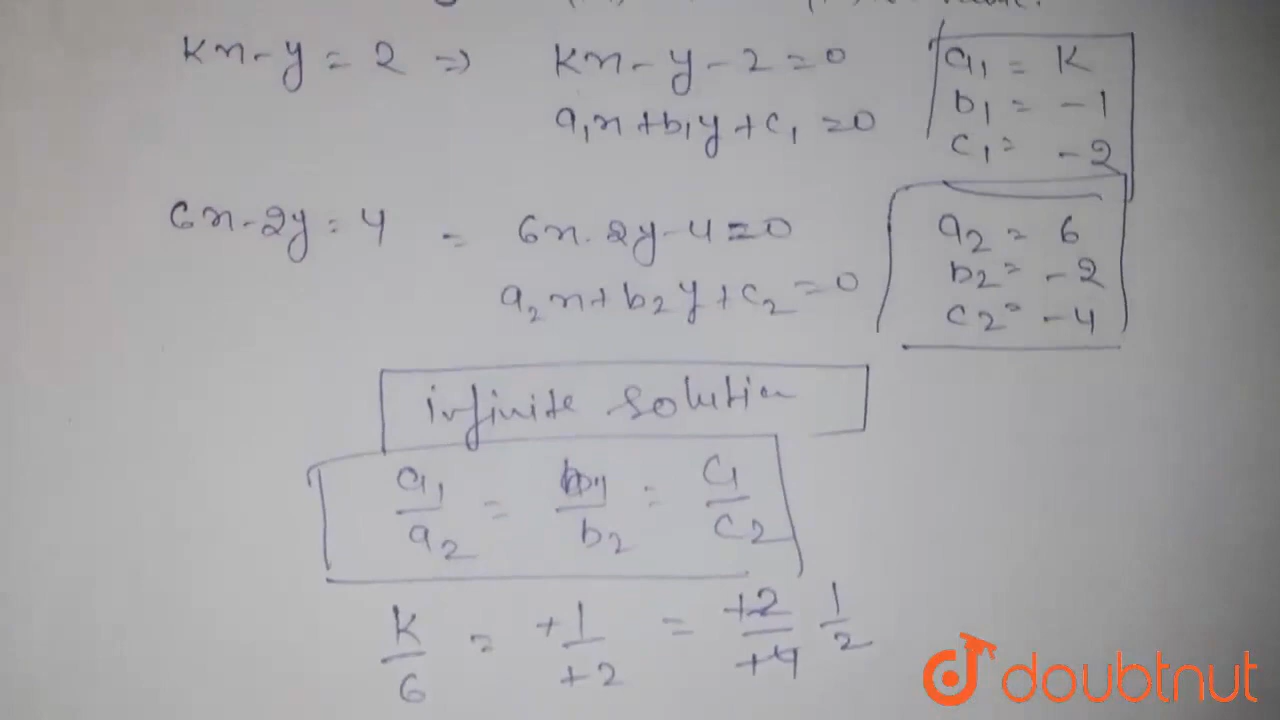 Kx-y = 2 ⇒ Kx-y-2=0
a₁x+b₁y+c₁=0
a₁ = K
b₁ = -1
c₁= -2
6x-2y=4 = 6x-2y-4=0
a₂x+b₂y+c₂=0
a₂ = 6
b₂= -2
c₂= -4
infinite solution
a₁/a₂ = b₁/b₂ = c₁/c₂
K/6 = +1/+2 = +2/+4 1/2
doubtnut